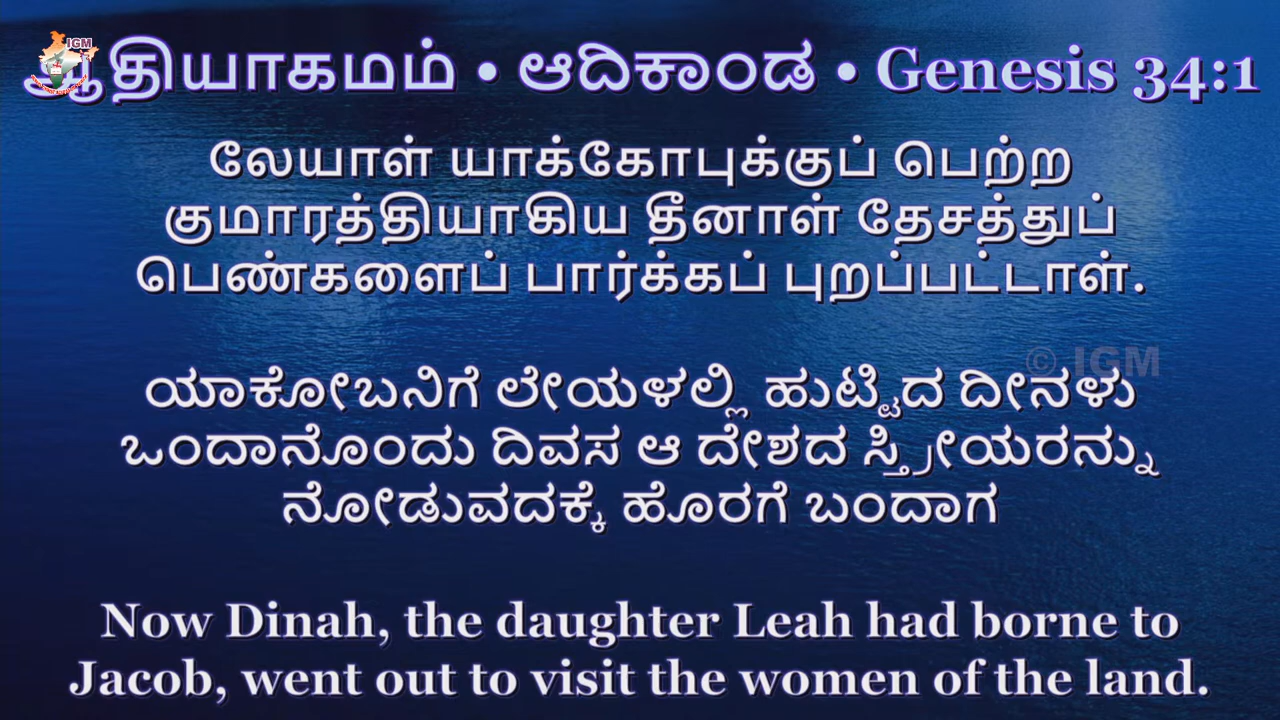 ஆதியாகமம் • ಆದಿಕಾಂಡ • Genesis 34:1
IGM
லேயாள் யாக்கோபுக்குப் பெற்ற
குமாரத்தியாகிய தீனாள் தேசத்துப்
பெண்களைப் பார்க்கப் புறப்பட்டாள்.
© IGM
ಯಾಕೋಬನಿಗೆ ಲೇಯಳಲ್ಲಿ ಹುಟ್ಟಿದ ದೀನಳು
ಒಂದಾನೊಂದು ದಿವಸ ಆ ದೇಶದ ಸ್ತ್ರೀಯರನ್ನು
ನೋಡುವದಕ್ಕೆ ಹೊರಗೆ ಬಂದಾಗ
Now Dinah, the daughter Leah had borne to
Jacob, went out to visit the women of the land.